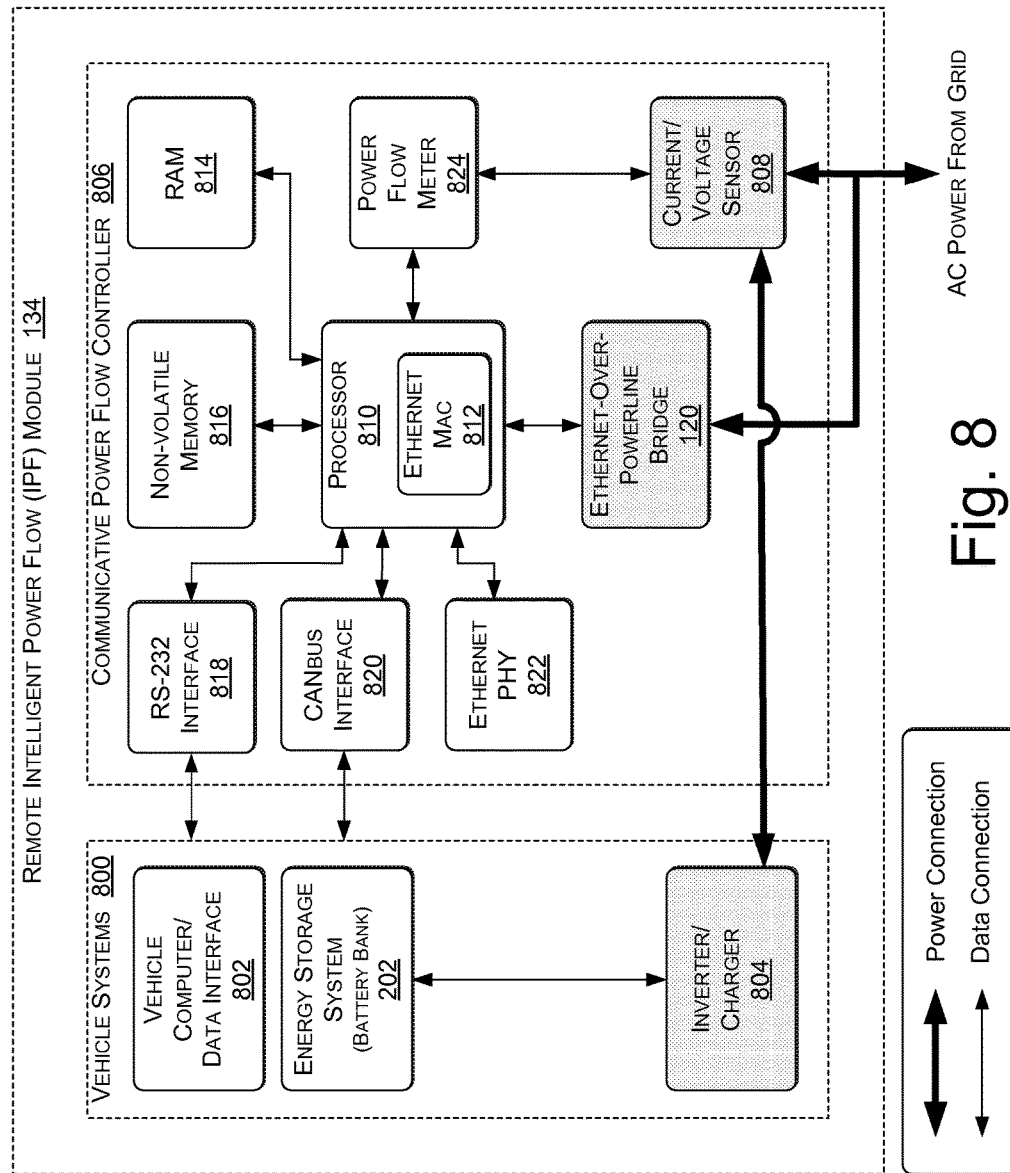 REMOTE INTELLIGENT POWER FLOW (IPF) MODULE 134
VEHICLE SYSTEMS 800
VEHICLE
COMPUTER/
DATA INTERFACE
802
ENERGY STORAGE
SYSTEM
(BATTERY BANK)
202
INVERTER/
CHARGER
804
COMMUNICATIVE POWER FLOW CONTROLLER 806
RS-232
INTERFACE
818
CANBUS
INTERFACE
820
ETHERNET
PHY
822
NON-VOLATILE
MEMORY
816
PROCESSOR
810
ETHERNET
MAC
812
ETHERNET-OVER-
POWERLINE
BRIDGE
120
RAM
814
POWER
FLOW
METER
824
CURRENT/
VOLTAGE
SENSOR
808
AC POWER FROM GRID
Power Connection
Data Connection
Fig. 8